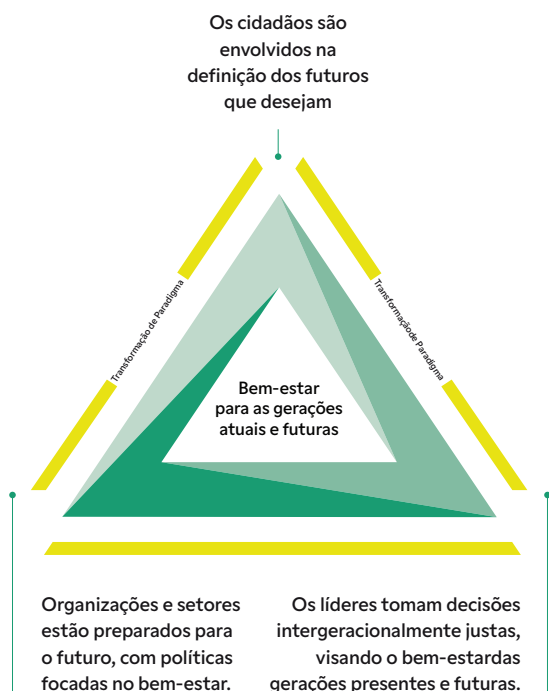 Os cidadãos são
envolvidos na
definição dos futuros
que desejam
Transformação de Paradigma
Transformaçãode Paradigma
Bem-estar
para as gerações
atuais e futuras
Organizações e setores
estão preparados para
o futuro, com políticas
focadas no bem-estar.
Os líderes tomam decisões
intergeracionalmente justas,
visando o bem-estardas
gerações presentes e futuras.